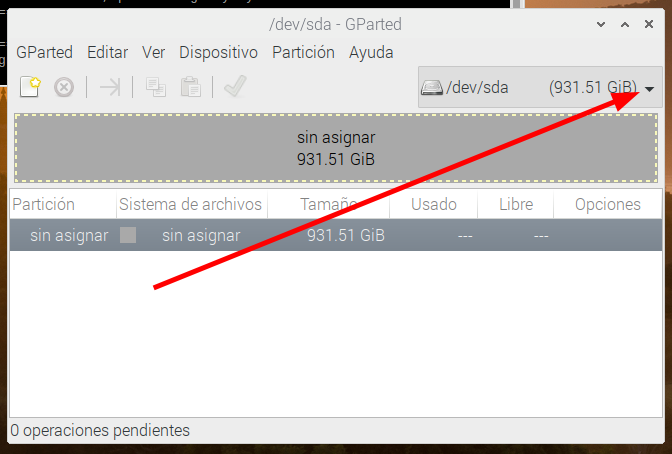 /dev/sda - GParted
GParted Editar Ver Dispositivo Partición Ayuda
/dev/sda (931.51 GiB)
sin asignar
931.51 GiB
Partición Sistema de archivos Tamaño Usado Libre Opciones
sin asignar sin asignar 931.51 GiB --- ---
0 operaciones pendientes